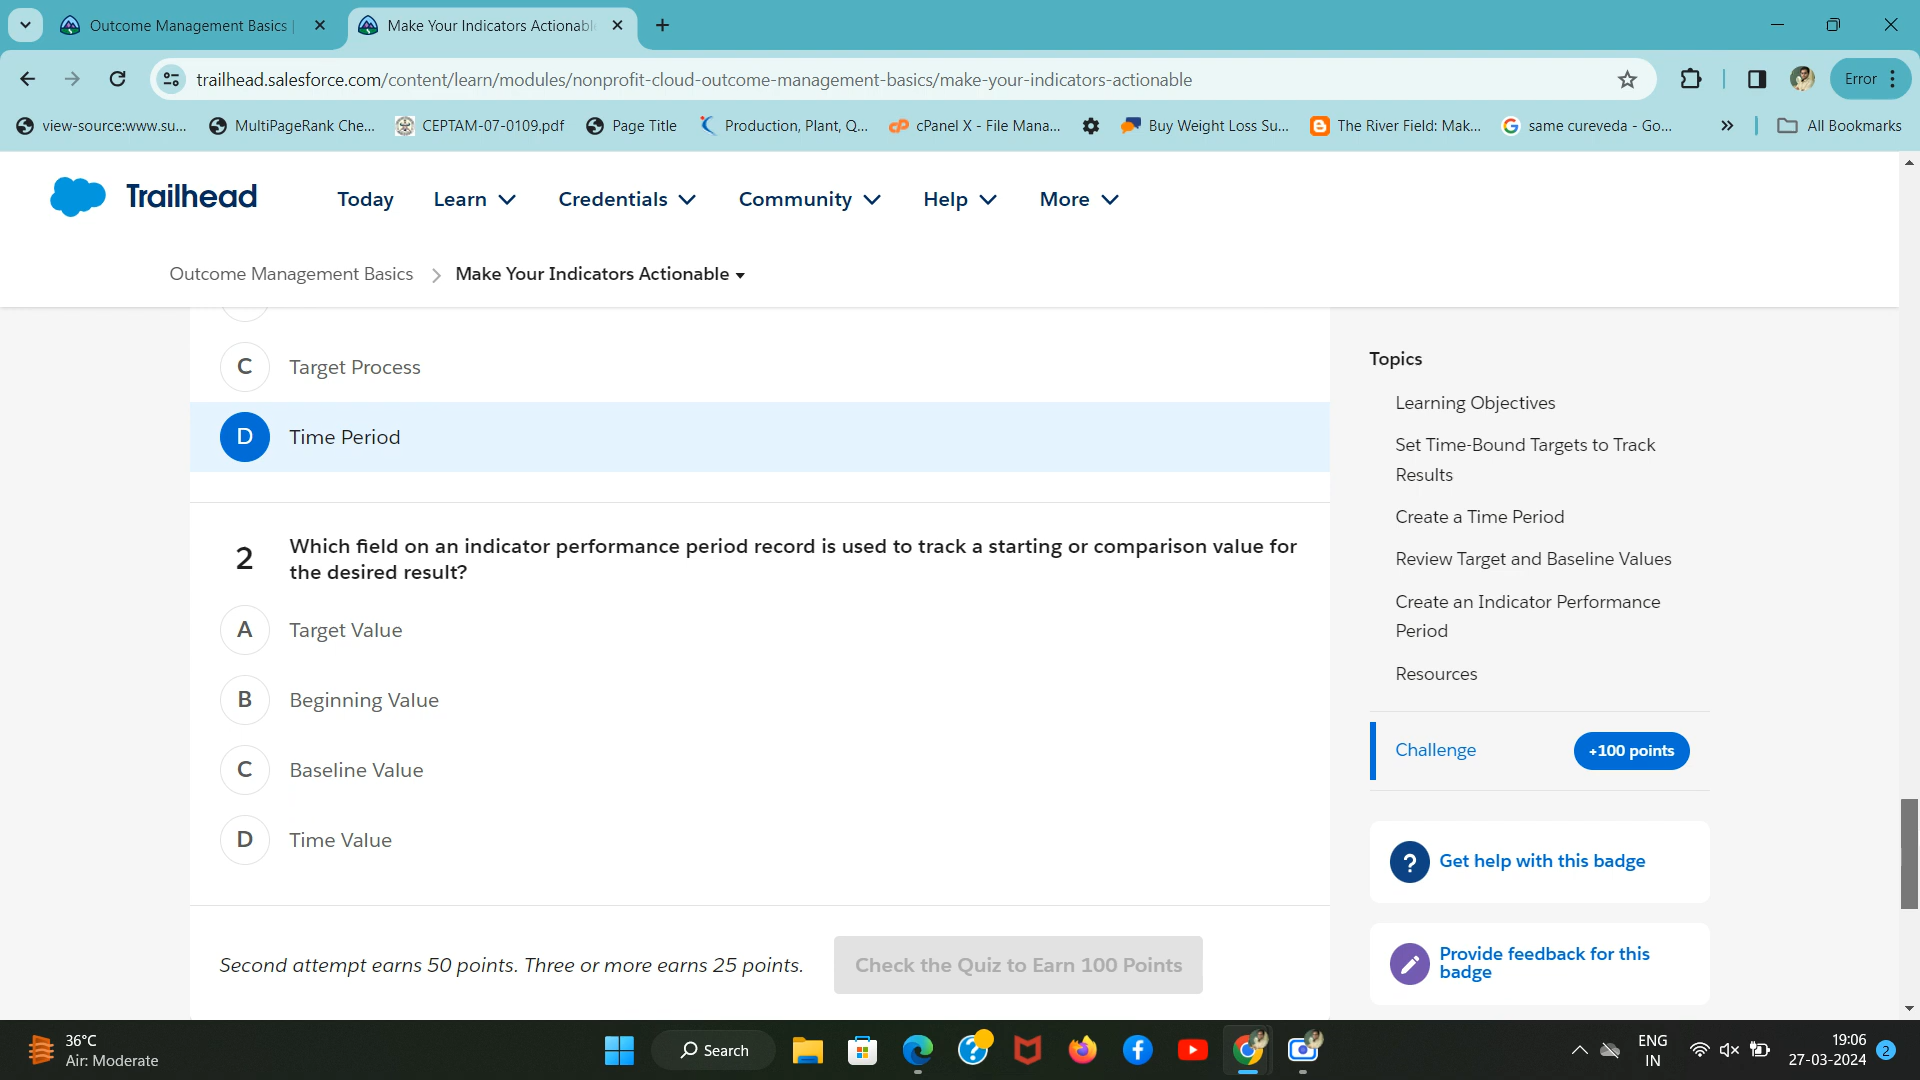 Outcome Management Basics |
Make Your Indicators Actionable
trailhead.salesforce.com/content/learn/modules/nonprofit-cloud-outcome-management-basics/make-your-indicators-actionable
Error
view-source:www.su...
MultiPageRank Che...
CEPTAM-07-0109.pdf
Page Title
Production, Plant, Q...
cPanel X - File Mana...
Buy Weight Loss Su...
The River Field: Mak...
same cureveda - Go...
All Bookmarks
Trailhead
Today
Learn
Credentials
Community
Help
More
Outcome Management Basics
Make Your Indicators Actionable
C Target Process
D Time Period
2 Which field on an indicator performance period record is used to track a starting or comparison value for
the desired result?
A Target Value
B Beginning Value
C Baseline Value
D Time Value
Second attempt earns 50 points. Three or more earns 25 points.
Check the Quiz to Earn 100 Points
Topics
Learning Objectives
Set Time-Bound Targets to Track
Results
Create a Time Period
Review Target and Baseline Values
Create an Indicator Performance
Period
Resources
Challenge
+100 points
Get help with this badge
Provide feedback for this
badge
36°C
Air: Moderate
Search
ENG
IN
19:06
27-03-2024
2